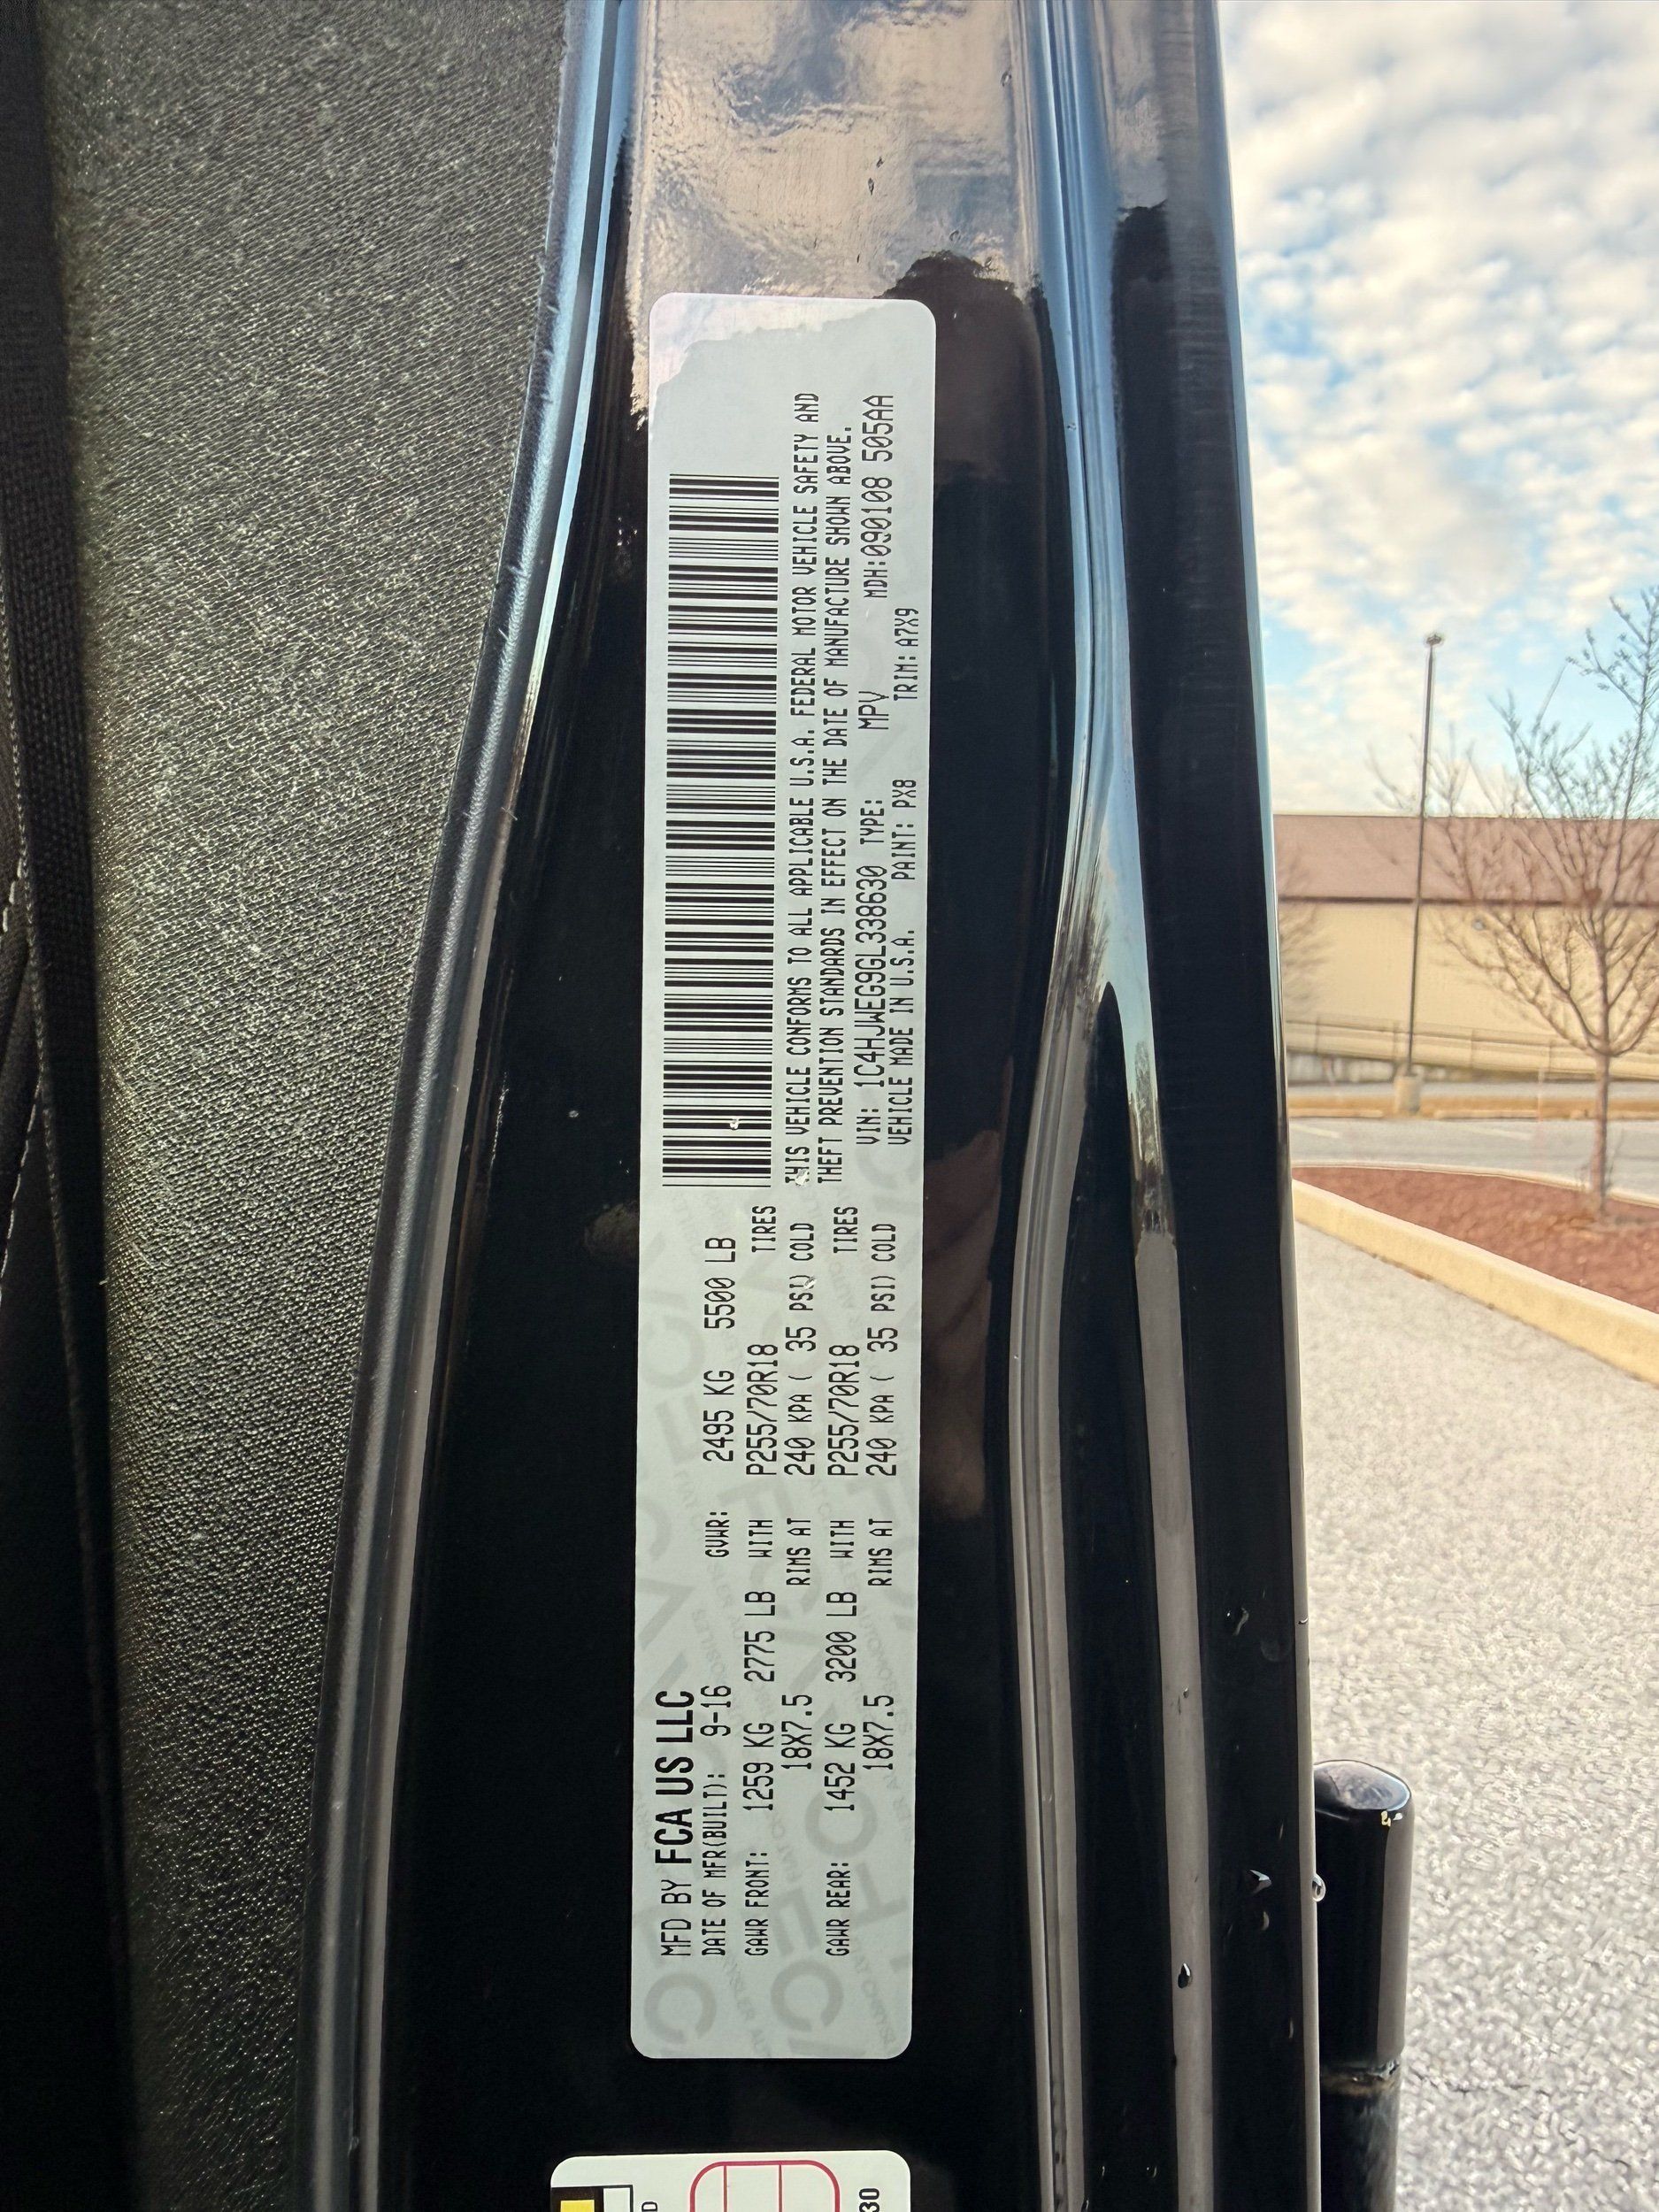 MFD BY FCA US LLC
DATE OF MFR(BUILT): 9-16 GVWR: 2495 KG 5500 LB
GAWR FRONT: 1259 KG 2775 LB WITH P255/70R18 TIRES
18X7.5 RIMS AT 240 KPA ( 35 PSI) COLD
GAWR REAR: 1452 KG 3200 LB WITH P255/70R18 TIRES
18X7.5 RIMS AT 240 KPA ( 35 PSI) COLD
THIS VEHICLE CONFORMS TO ALL APPLICABLE U.S.A. FEDERAL MOTOR VEHICLE SAFETY AND
THEFT PREVENTION STANDARDS IN EFFECT ON THE DATE OF MANUFACTURE SHOWN ABOVE.
VIN: 1C4HJWEG9GL338630 TYPE: MPV MDH:090108 505AA
VEHICLE MADE IN U.S.A. PAINT: PX8 TRIM: A7X9
30